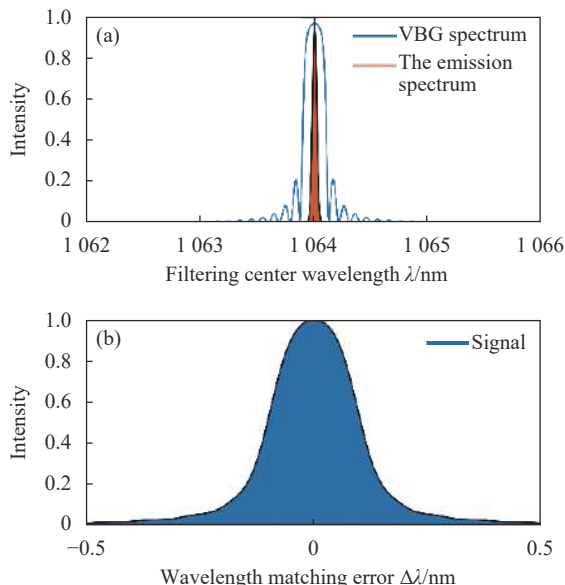 (a)
VBG spectrum
The emission
spectrum
Intensity
1.0
0.8
0.6
0.4
0.2
0
1 062
1 063
1 064
1 065
1 066
Filtering center wavelength λ/nm
(b)
Signal
Intensity
1.0
0.8
0.6
0.4
0.2
0
−0.5
0
0.5
Wavelength matching error Δλ/nm